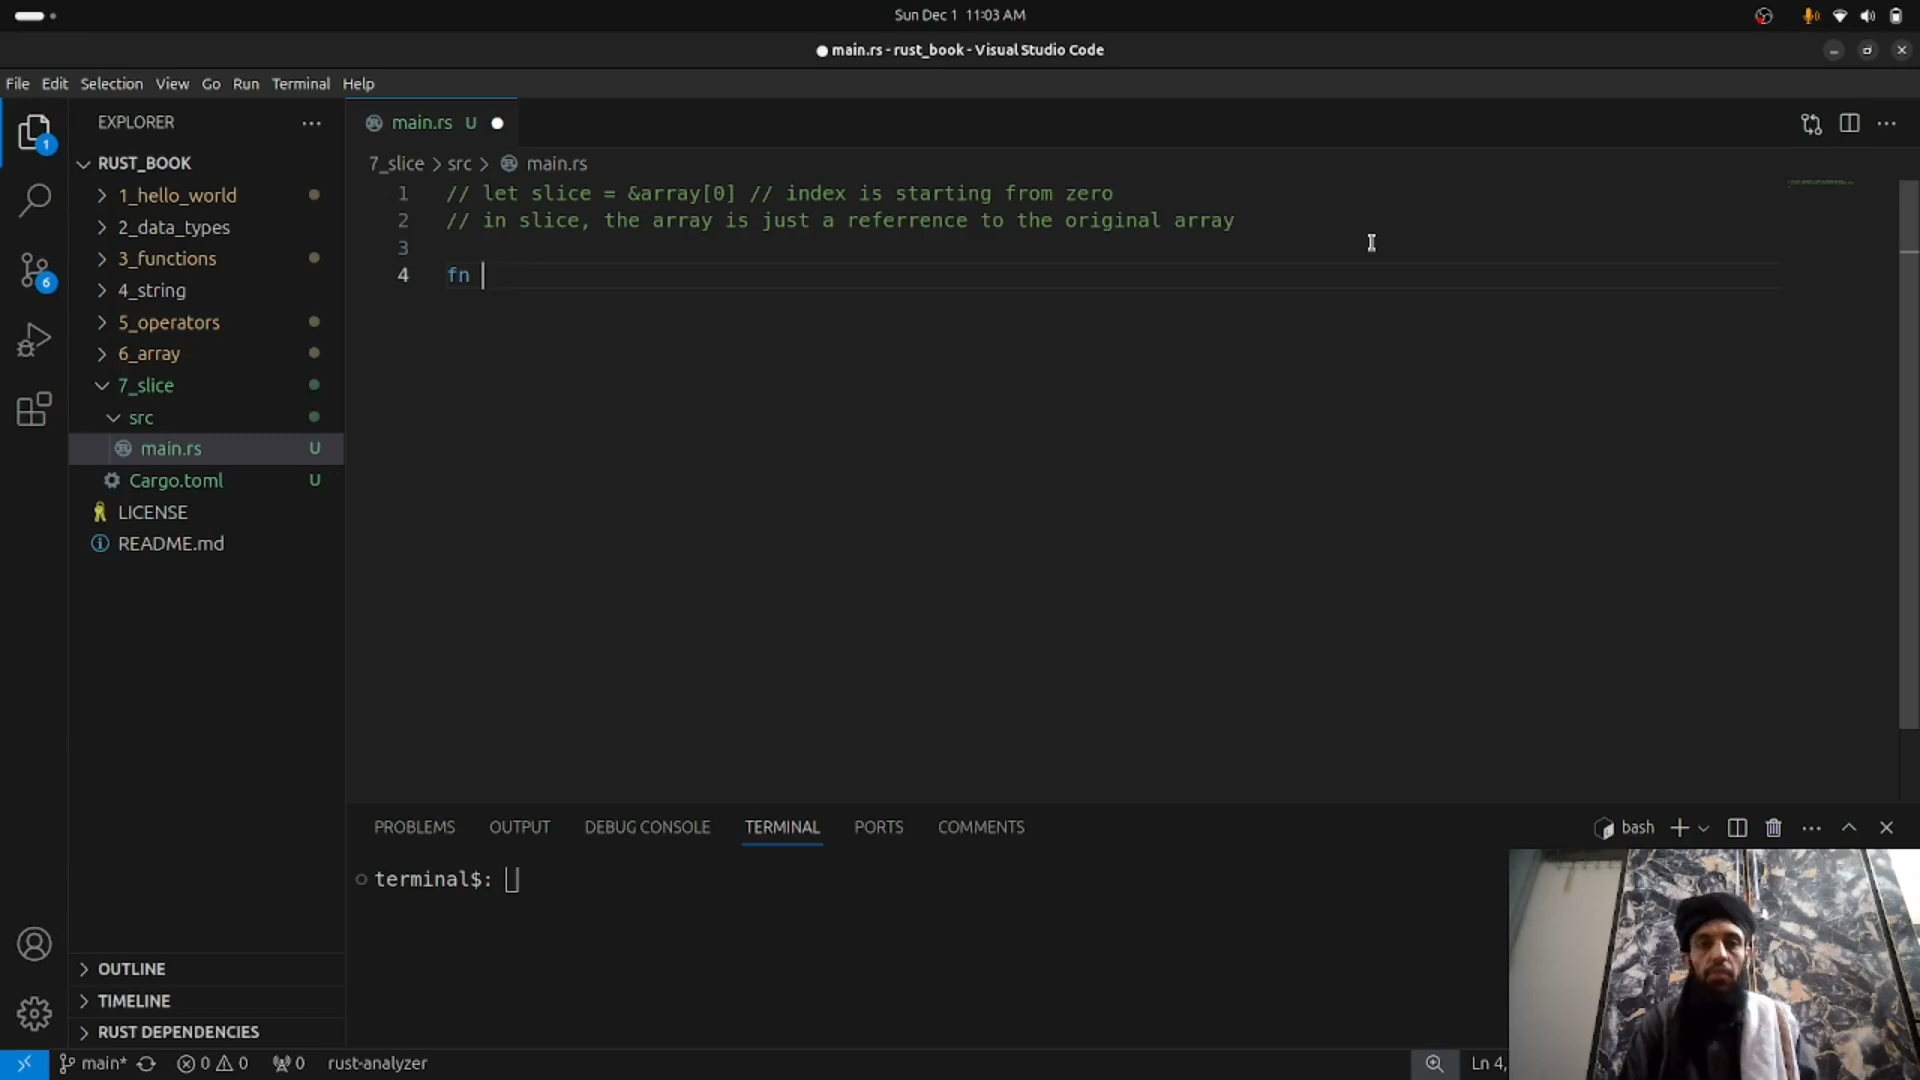 Sun Dec 1 11:03 AM
main.rs - rust_book - Visual Studio Code
File Edit Selection View Go Run Terminal Help
EXPLORER
main.rs U
RUST_BOOK
7_slice > src > main.rs
1_hello_world
1 // let slice = &array[0] // index is starting from zero
2_data_types
2 // in slice, the array is just a referrence to the original array
3_functions
3
4 fn
4_string
5_operators
6_array
7_slice
src
main.rs U
Cargo.toml U
LICENSE
README.md
1
6
PROBLEMS OUTPUT DEBUG CONSOLE TERMINAL PORTS COMMENTS
bash
terminal$:
OUTLINE
TIMELINE
RUST DEPENDENCIES
main* 0 0 0 rust-analyzer
Ln 4,